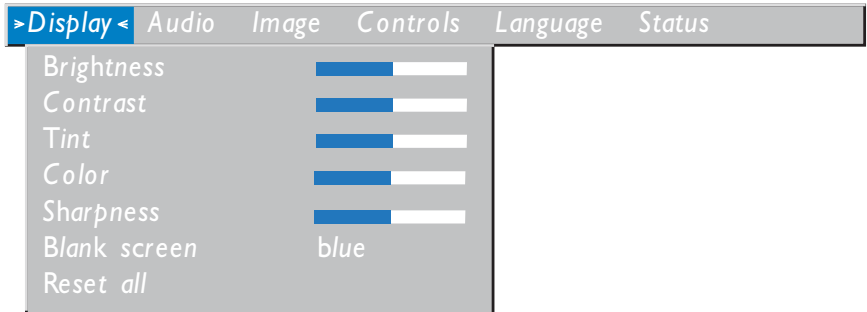 >Display< Audio Image Controls Language Status
Brightness
Contrast
Tint
Color
Sharpness
Blank screen blue
Reset all